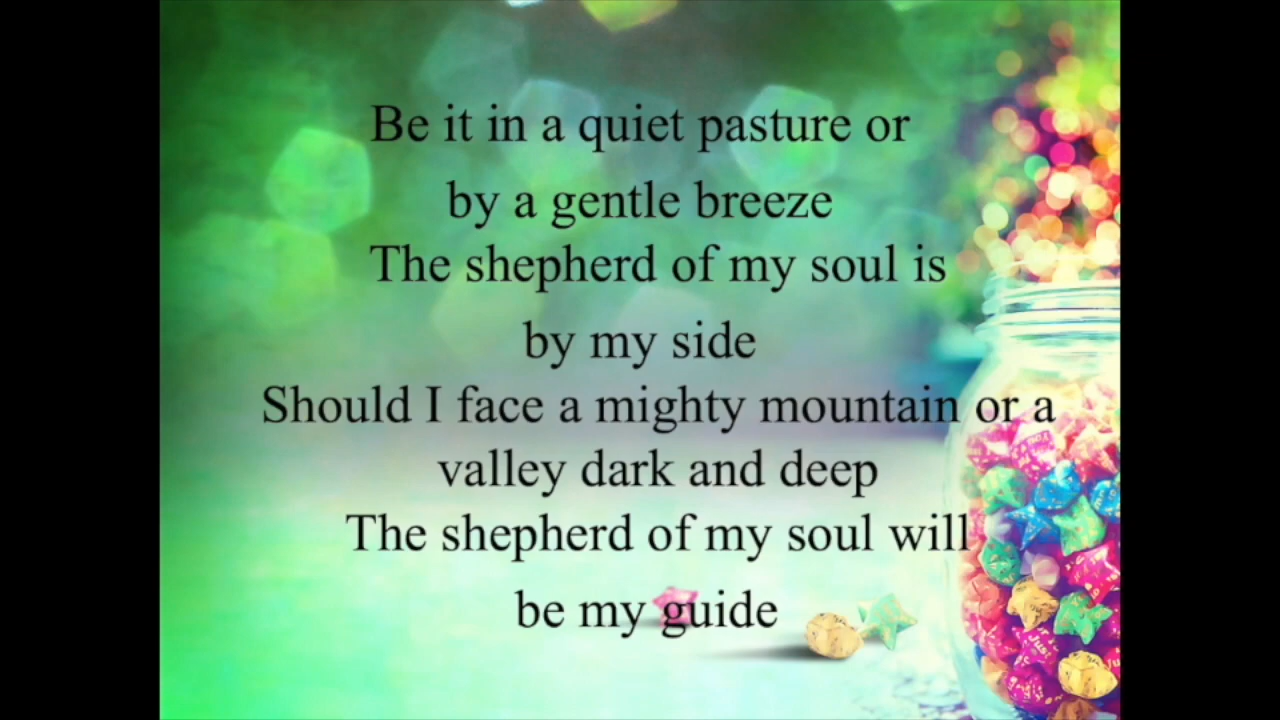 Be it in a quiet pasture or
by a gentle breeze
The shepherd of my soul is
by my side
Should I face a mighty mountain or a
valley dark and deep
The shepherd of my soul will
be my guide